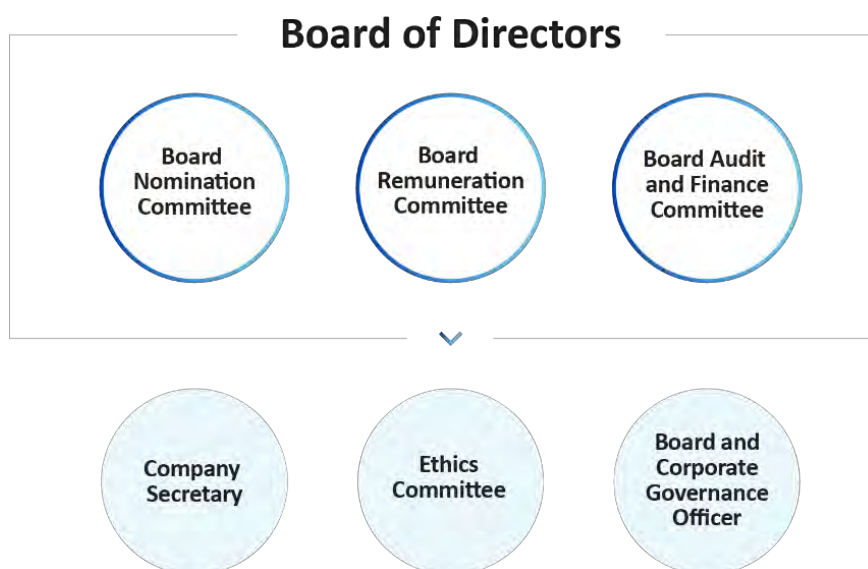 Board of Directors
Board
Nomination
Committee
Board
Remuneration
Committee
Board Audit
and Finance
Committee
Company
Secretary
Ethics
Committee
Board and
Corporate
Governance
Officer